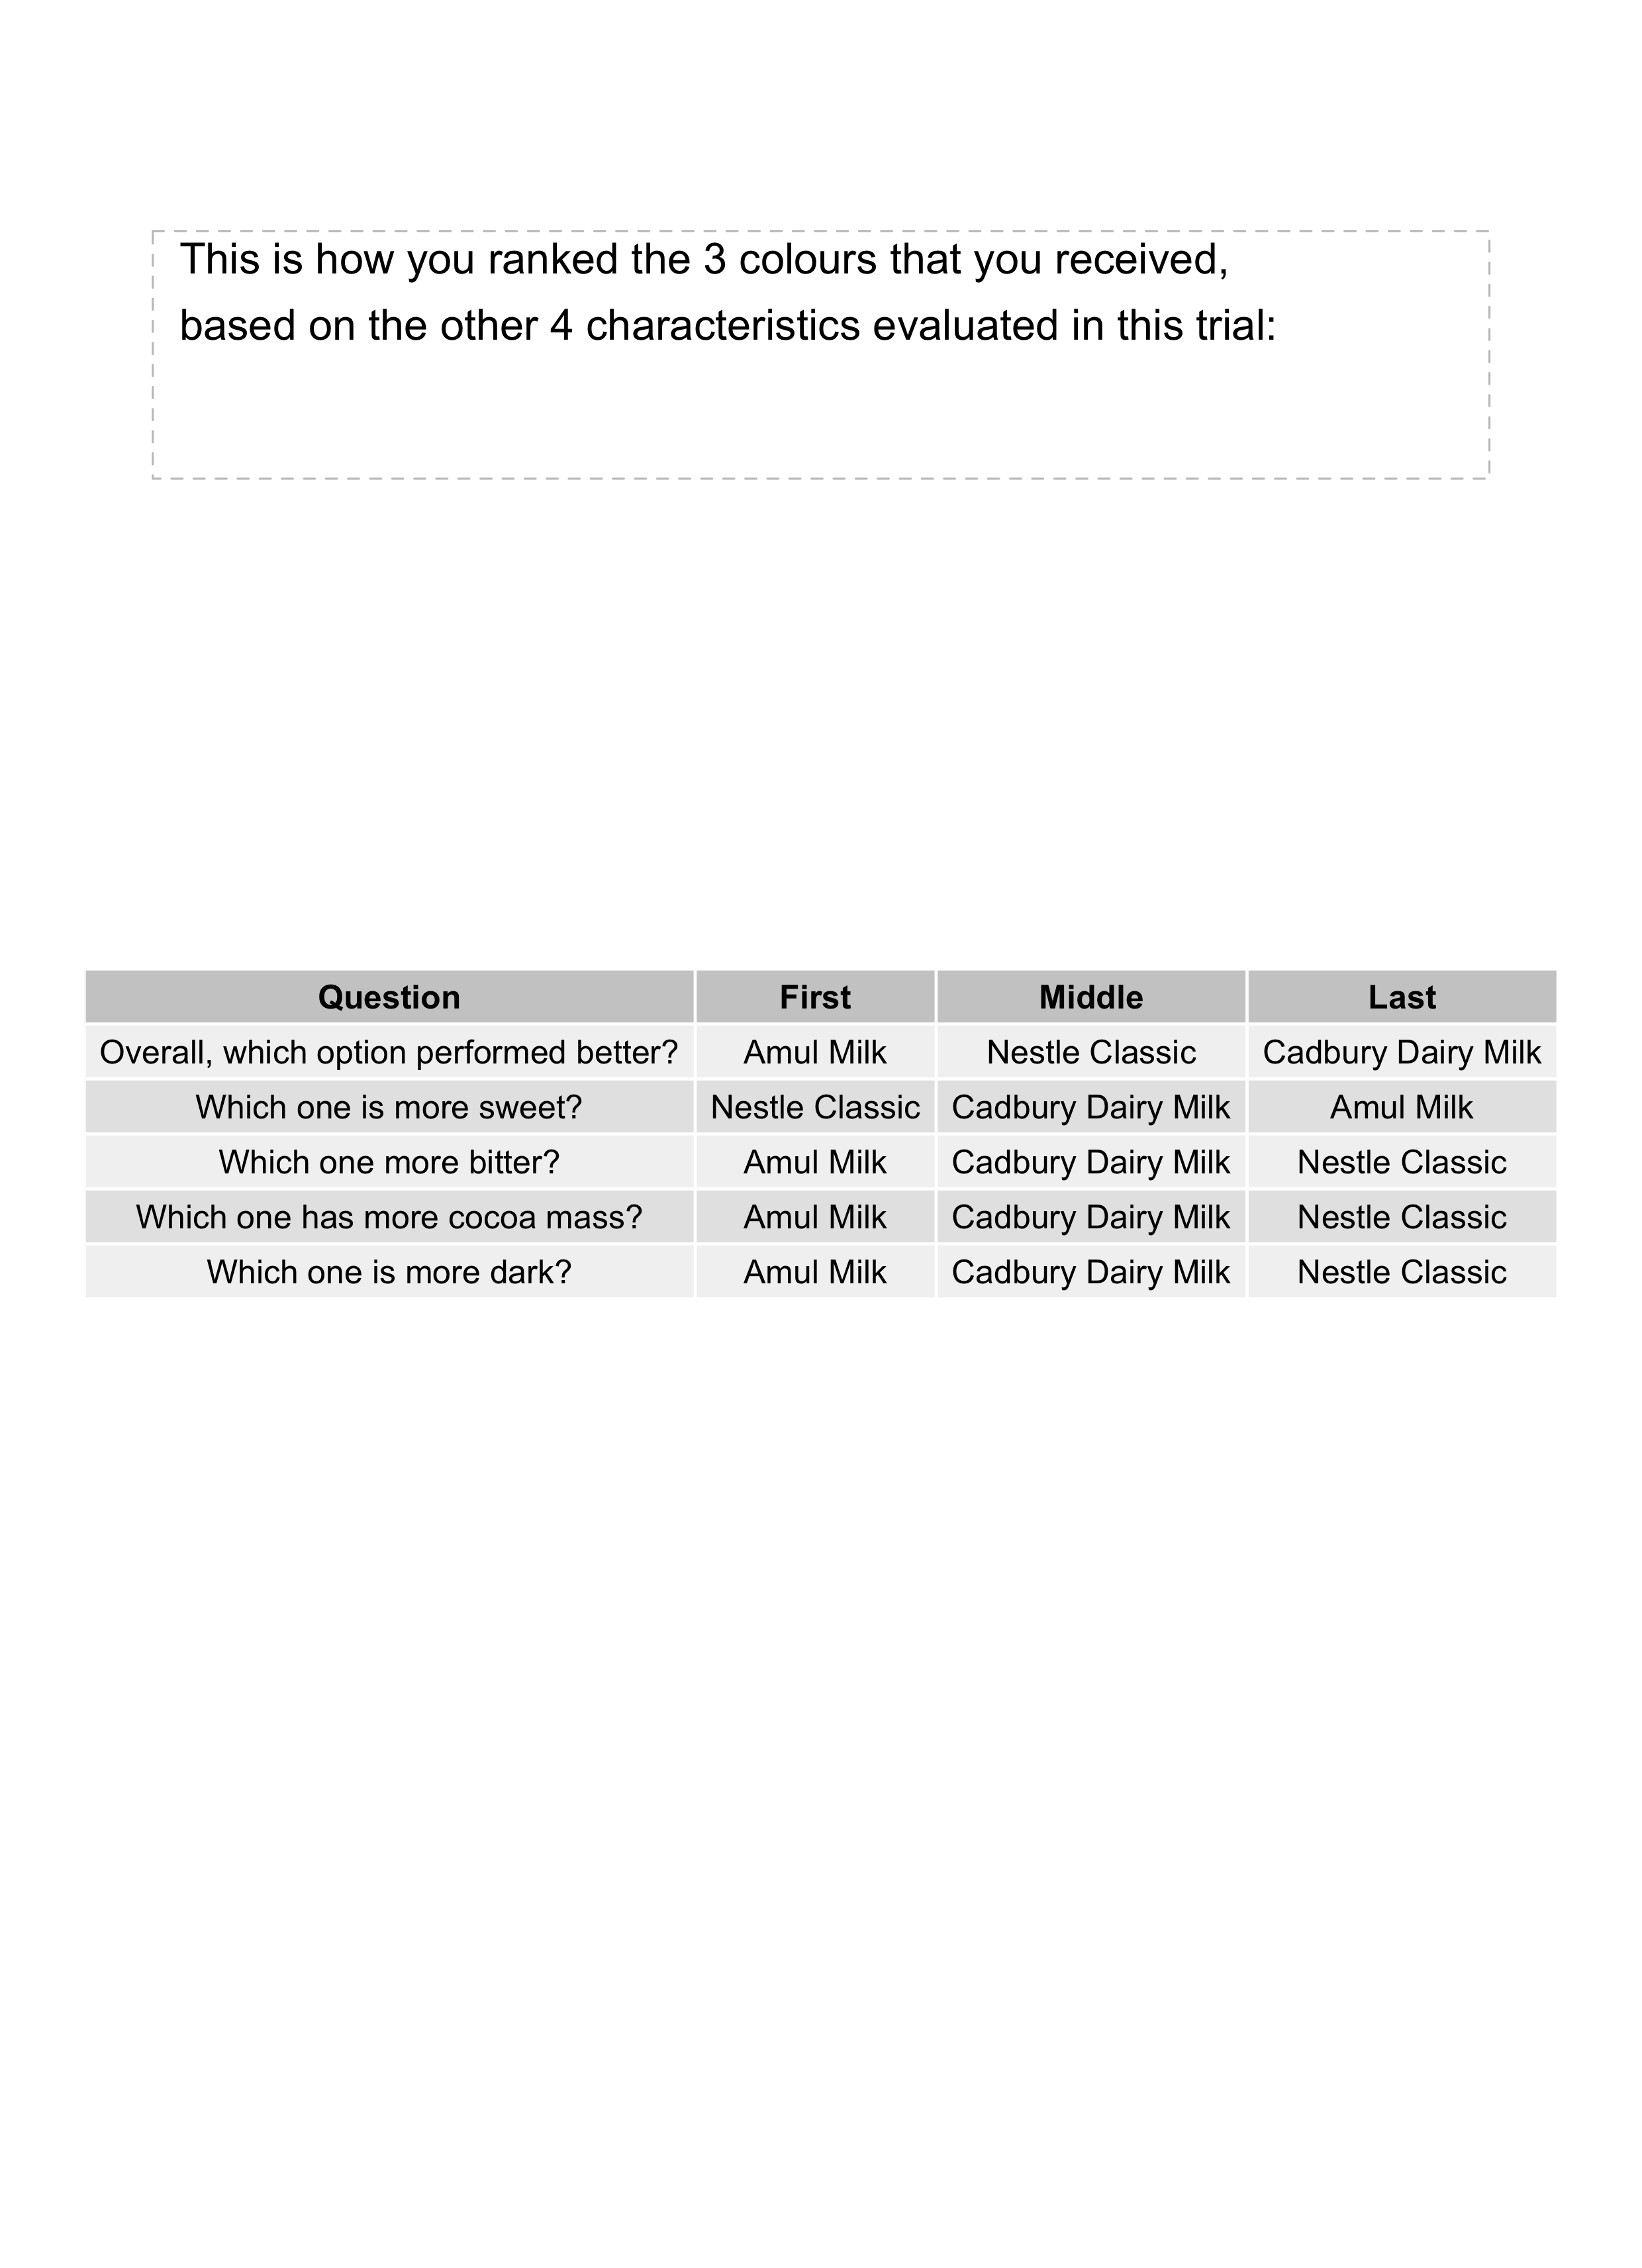 This is how you ranked the 3 colours that you received,
based on the other 4 characteristics evaluated in this trial:
Question First Middle Last
Overall, which option performed better? Amul Milk Nestle Classic Cadbury Dairy Milk
Which one is more sweet? Nestle Classic Cadbury Dairy Milk Amul Milk
Which one more bitter? Amul Milk Cadbury Dairy Milk Nestle Classic
Which one has more cocoa mass? Amul Milk Cadbury Dairy Milk Nestle Classic
Which one is more dark? Amul Milk Cadbury Dairy Milk Nestle Classic